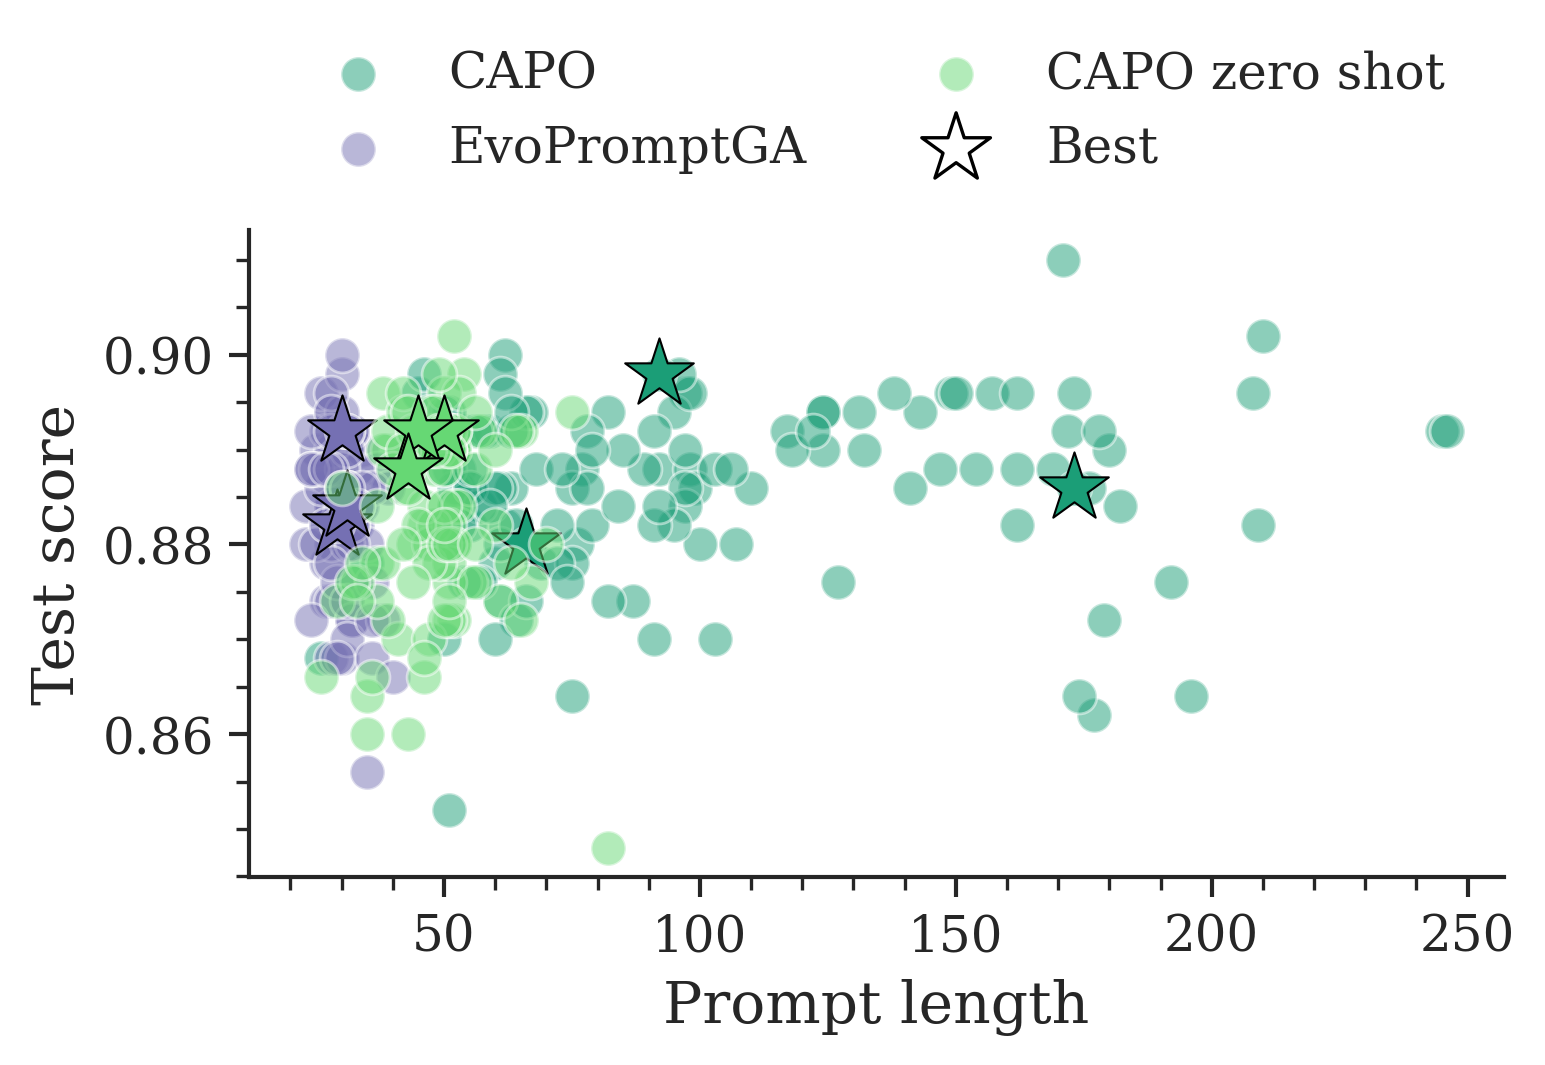 CAPO
CAPO zero shot
EvoPromptGA
Best
Test score
0.90
0.88
0.86
50
100
150
200
250
Prompt length